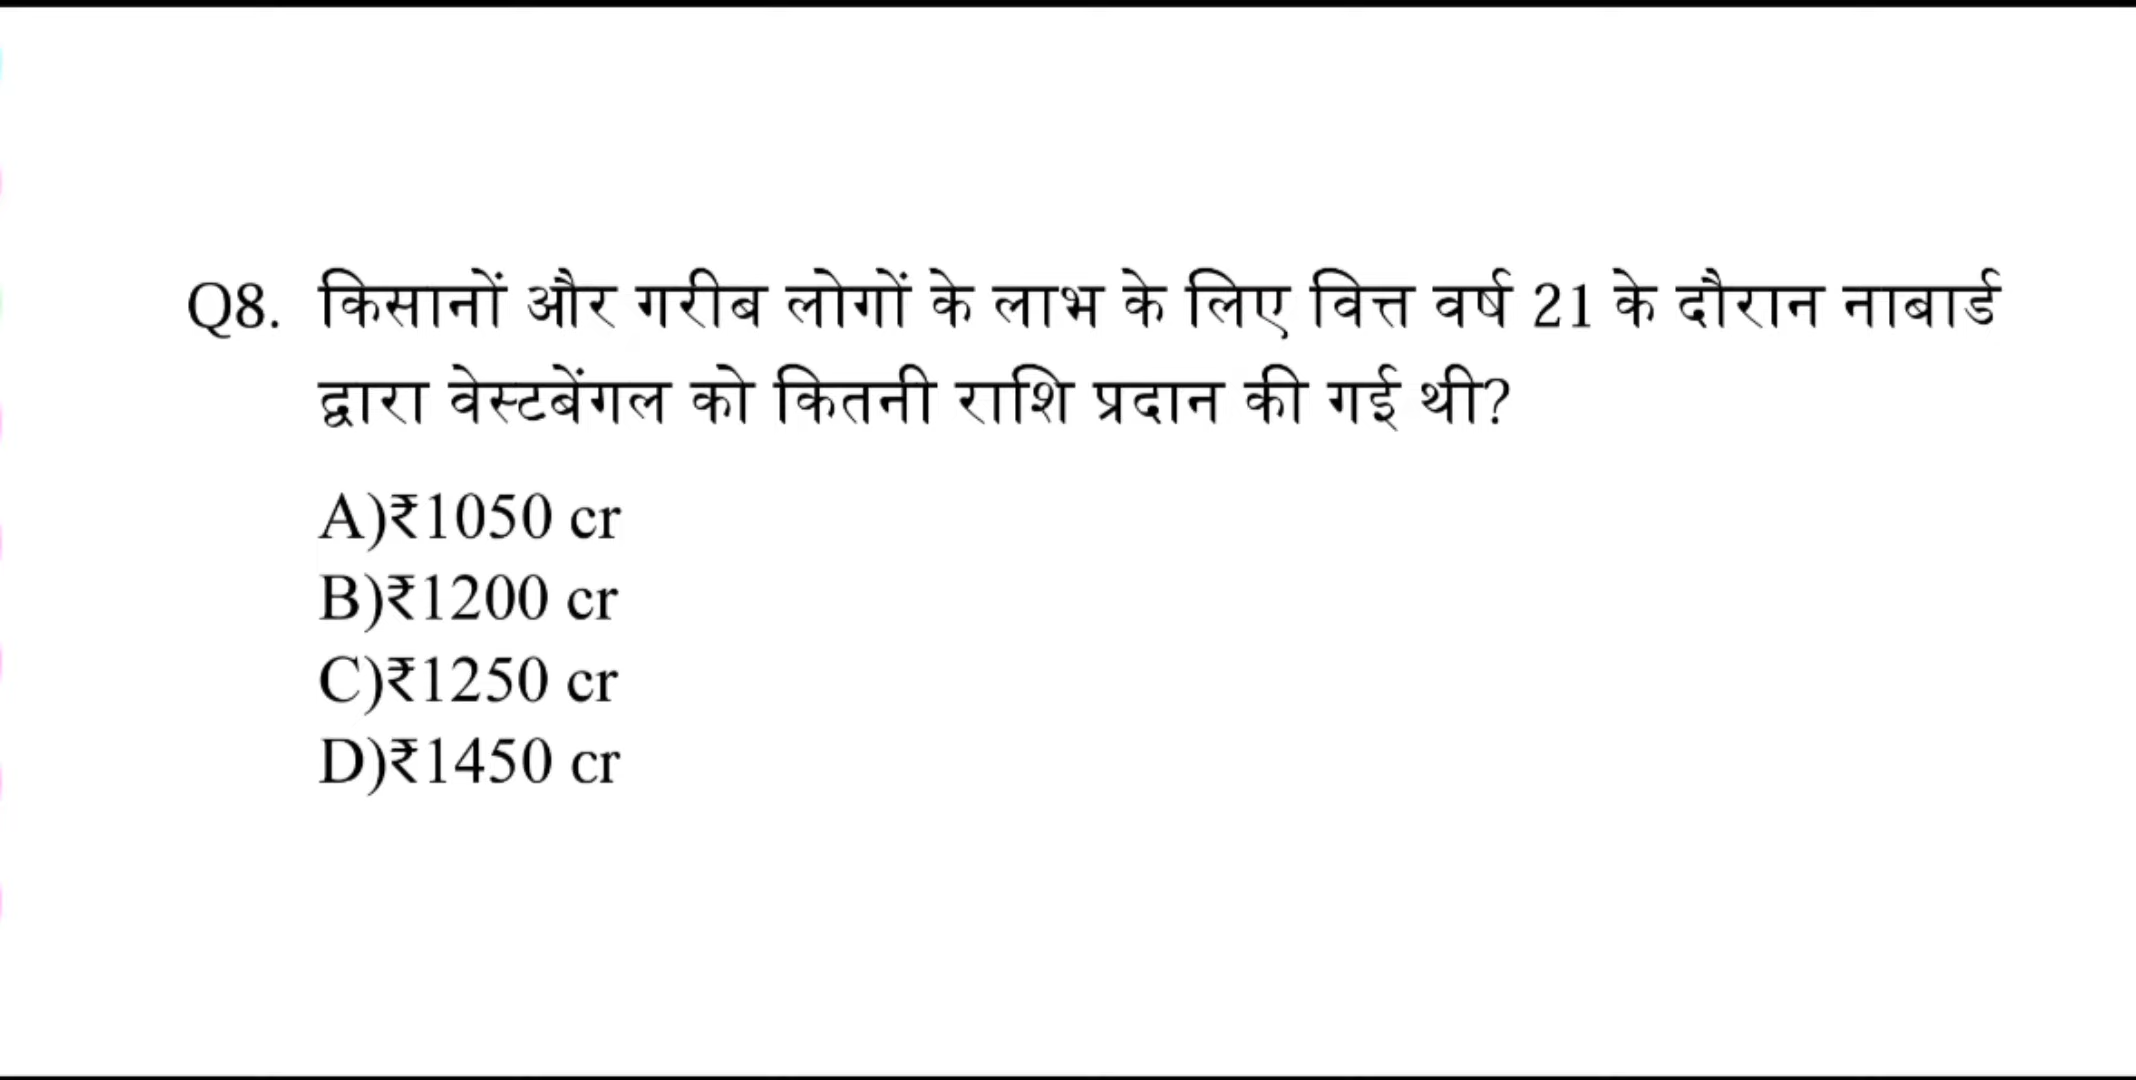 Q8. किसानों और गरीब लोगों के लाभ के लिए वित्त वर्ष 21 के दौरान नाबार्ड
द्वारा वेस्टबेंगल को कितनी राशि प्रदान की गई थी?
A)₹1050 cr
B)₹1200 cr
C)₹1250 cr
D)₹1450 cr